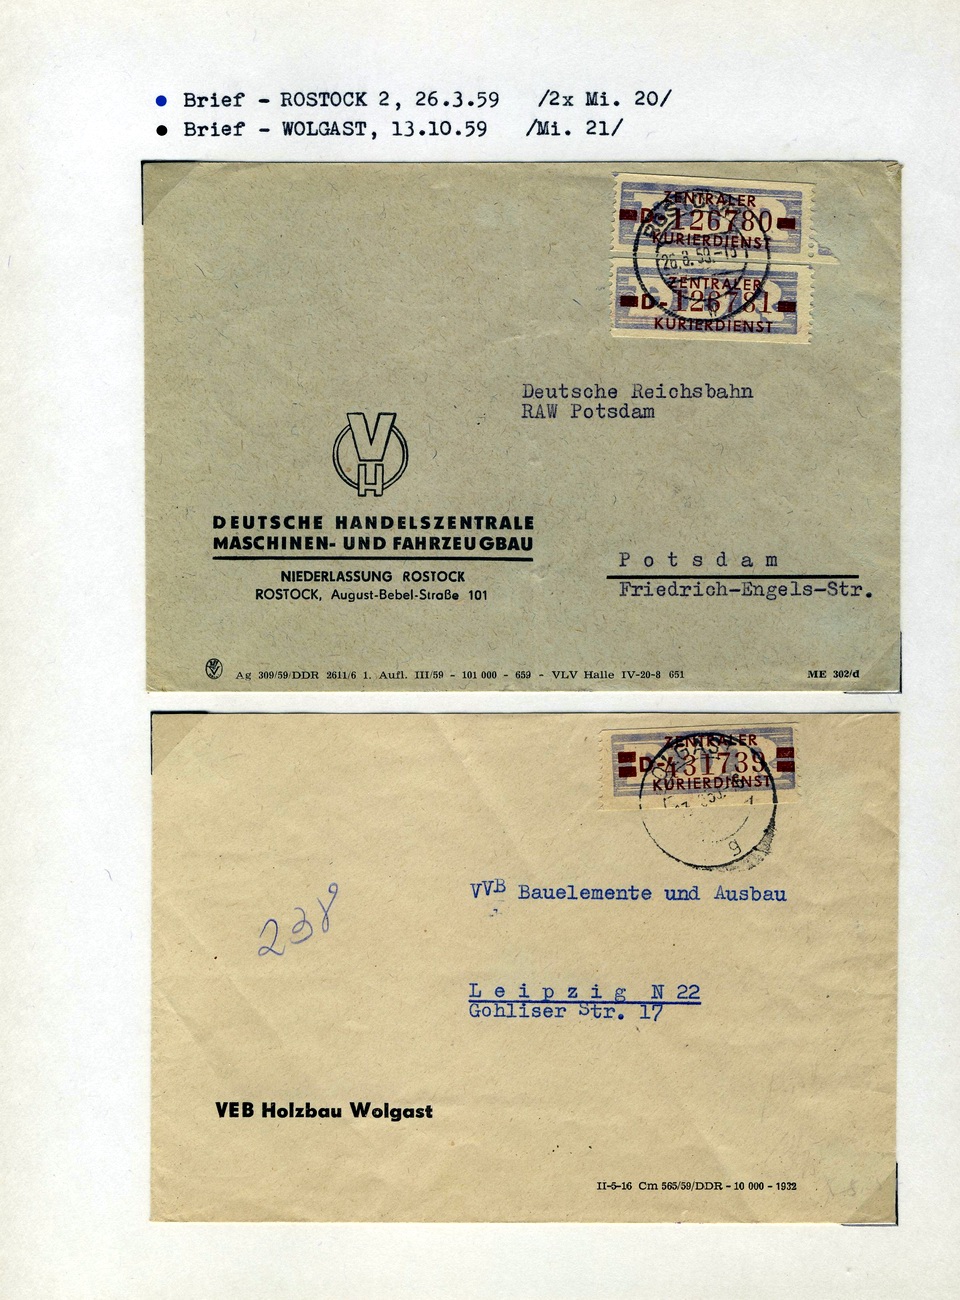 Brief - ROSTOCK 2, 26.3.59 /2x Mi. 20/
Brief - WOLGAST, 13.10.59 /Mi. 21/
ZENTRALER
D-126780
KURIERDIENST
ZENTRALER
D-126781
KURIERDIENST
Deutsche Reichsbahn
RAW Potsdam
VH
DEUTSCHE HANDELSZENTRALE
MASCHINEN- UND FAHRZEUGBAU
NIEDERLASSUNG ROSTOCK
ROSTOCK, August-Bebel-Straße 101
Potsdam
Friedrich-Engels-Str.
Ag 309/59/DDR 2611/6 1. Aufl. III/59 - 101 000 - 659 - VLV Halle IV-20-8 651
ME 302/d
ZENTRALER
D-431739
KURIERDIENST
VVB Bauelemente und Ausbau
238
Leipzig N 22
Gohliser Str. 17
VEB Holzbau Wolgast
II-5-16 Cm 565/59/DDR - 10 000 - 1932